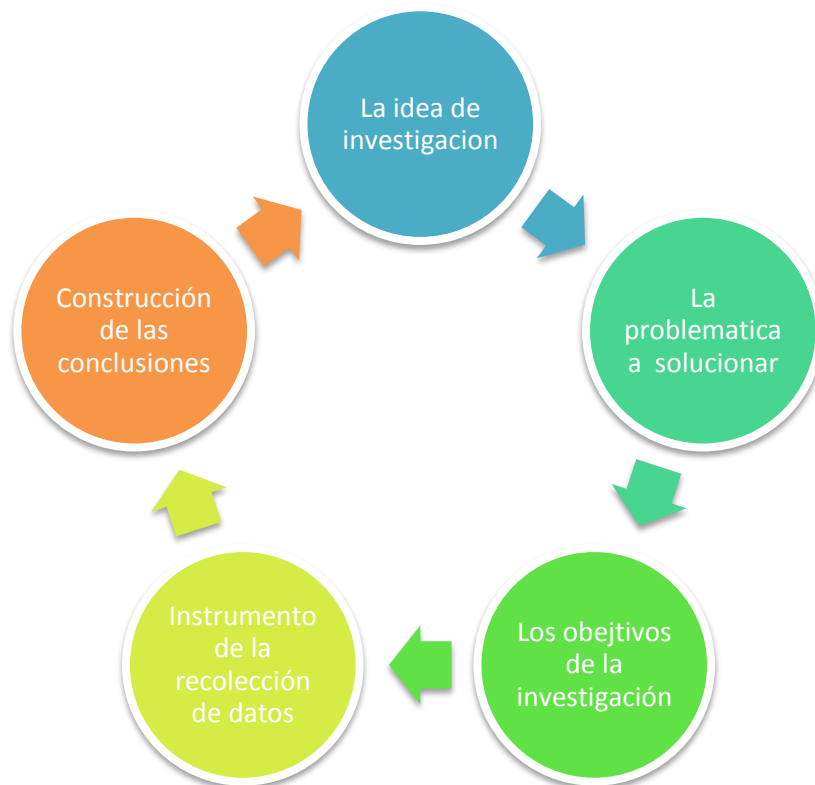 La idea de
investigacion
La
problematica
a solucionar
Los obejtivos
de la
investigación
Instrumento
de la
recolección
de datos
Construcción
de las
conclusiones